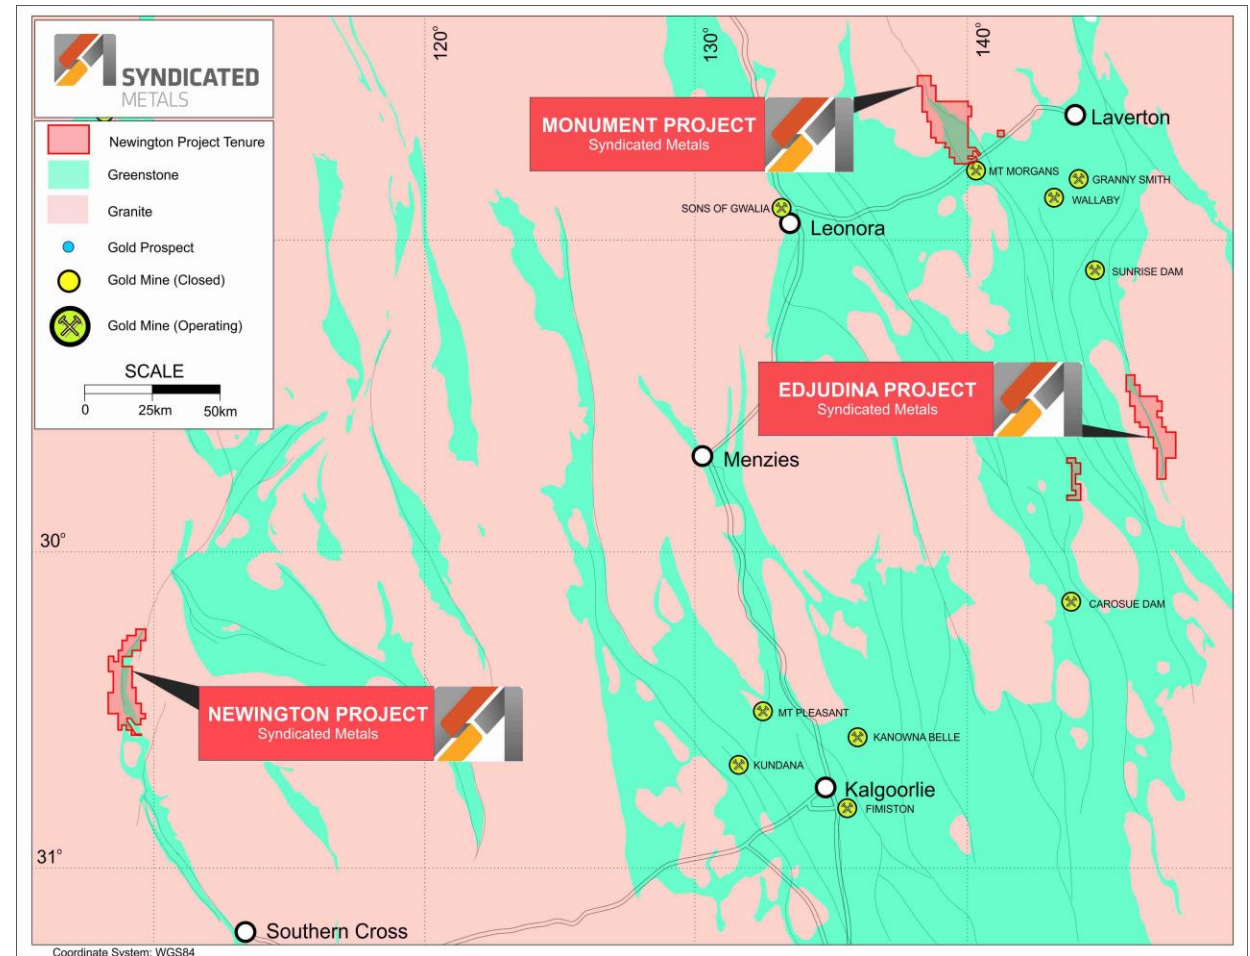 SYNDICATED
METALS
Newington Project Tenure
Greenstone
Granite
Gold Prospect
Gold Mine (Closed)
Gold Mine (Operating)
SCALE
0 25km 50km
120°
130°
140°
MONUMENT PROJECT
Syndicated Metals
Laverton
MT MORGANS
GRANNY SMITH
WALLABY
SONS OF GWALIA
Leonora
SUNRISE DAM
EDJUDINA PROJECT
Syndicated Metals
Menzies
30°
CAROSUE DAM
NEWINGTON PROJECT
Syndicated Metals
MT PLEASANT
KANOWNA BELLE
KUNDANA
Kalgoorlie
FIMISTON
31°
Southern Cross
Coordinate System: WGS84